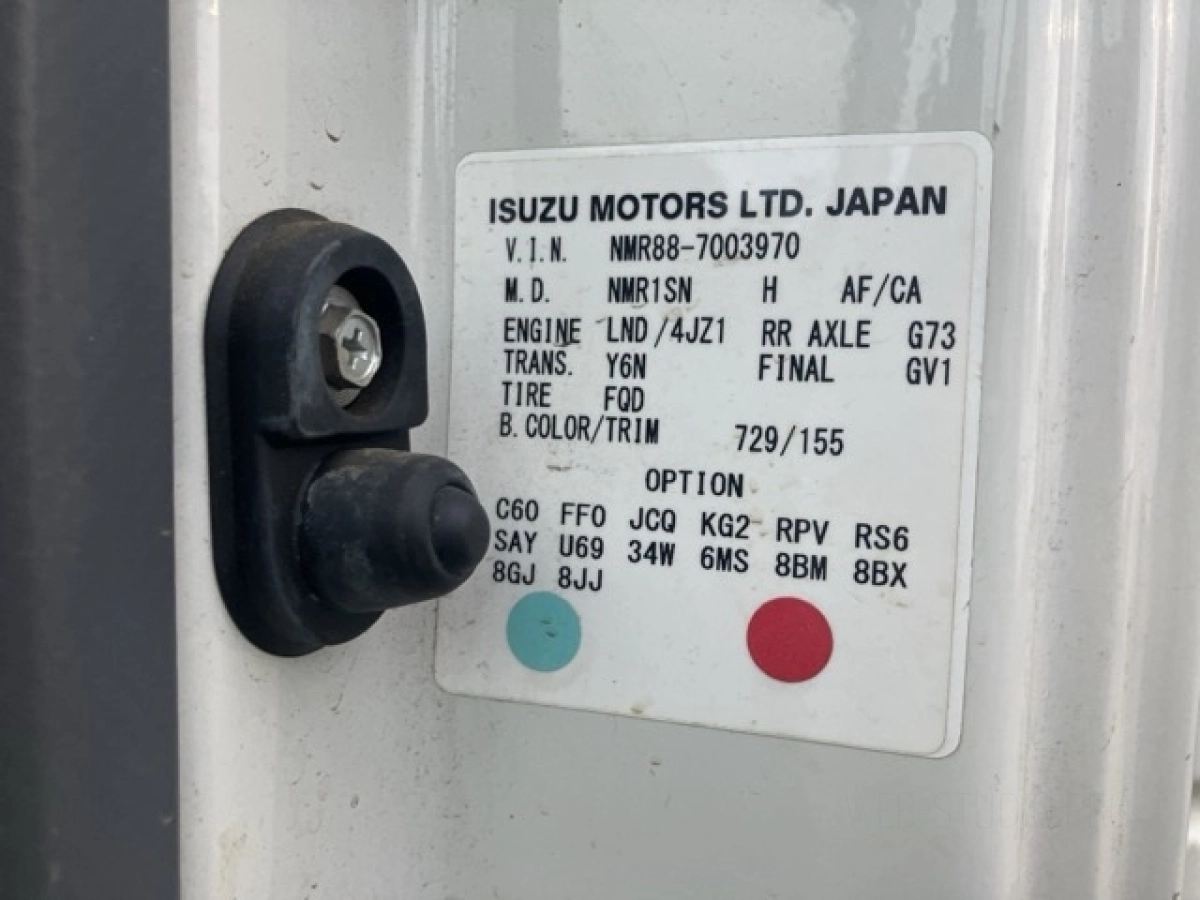 ISUZU MOTORS LTD. JAPAN
V.I.N. NMR88-7003970
M.D. NMR1SN H AF/CA
ENGINE LND/4JZ1 RR AXLE G73
TRANS. Y6N FINAL GV1
TIRE FQD
B.COLOR/TRIM 729/155
OPTION
C60 FF0 JCQ KG2 RPV RS6
SAY U69 34W 6MS 8BM 8BX
8GJ 8JJ